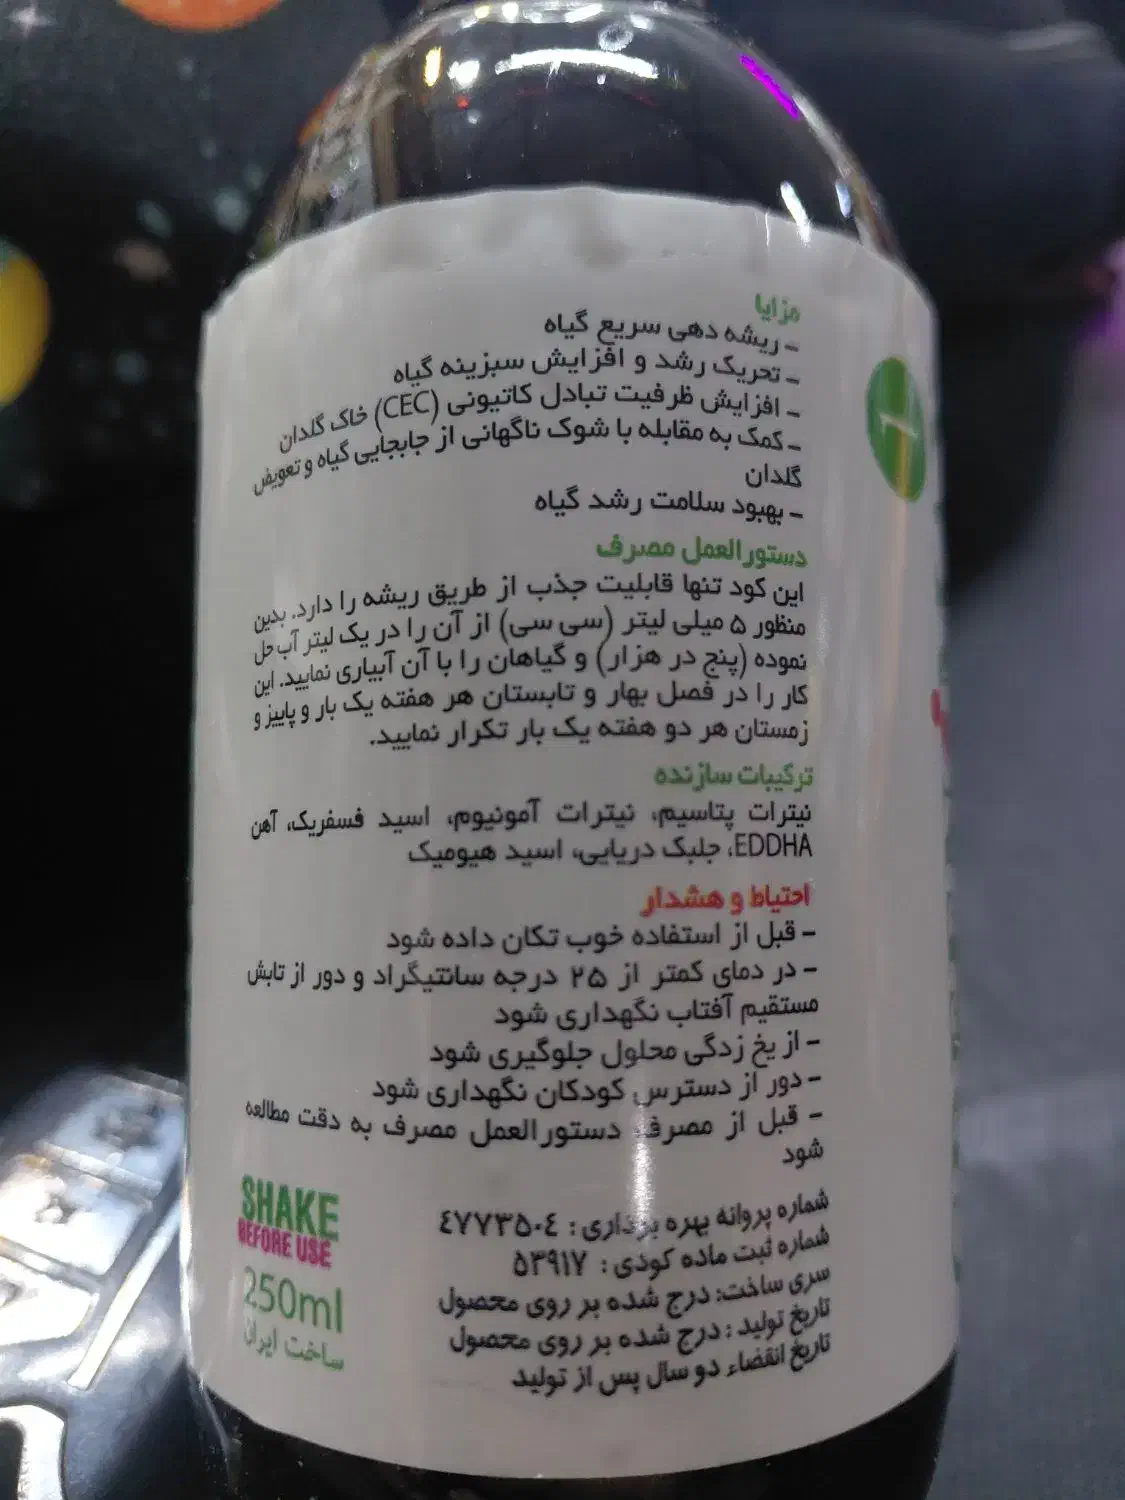 مزایا
- ریشه دهی سریع گیاه
- تحریک رشد و افزایش سبزینه گیاه
- افزایش ظرفیت تبادل کاتیونی (CEC) خاک گلدان
- کمک به مقابله با شوک ناگهانی از جابجایی گیاه و تعویض
گلدان
- بهبود سلامت رشد گیاه
دستورالعمل مصرف
این کود تنها قابلیت جذب از طریق ریشه را دارد. بدین
منظور ۵ میلی لیتر (سی سی) از آن را در یک لیتر آب حل
نموده (پنج در هزار) و گیاهان را با آن آبیاری نمایید. این
کار را در فصل بهار و تابستان هر هفته یک بار و پاییز و
زمستان هر دو هفته یک بار تکرار نمایید.
ترکیبات سازنده
نیترات پتاسیم، نیترات آمونیوم، اسید فسفریک، آهن
EDDHA، جلبک دریایی، اسید هیومیک
احتیاط و هشدار
- قبل از استفاده خوب تکان داده شود
- در دمای کمتر از ۲۵ درجه سانتیگراد و دور از تابش
مستقیم آفتاب نگهداری شود
- از یخ زدگی محلول جلوگیری شود
- دور از دسترس کودکان نگهداری شود
- قبل از مصرف دستورالعمل مصرف به دقت مطالعه
شود
شماره پروانه بهره برداری: ٤٧٧٣٥٠٤
شماره ثبت ماده کودی: ۵۳۹۱۷
سری ساخت: درج شده بر روی محصول
تاریخ تولید: درج شده بر روی محصول
تاریخ انقضاء دو سال پس از تولید
SHAKE
BEFORE USE
250ml
ساخت ایران